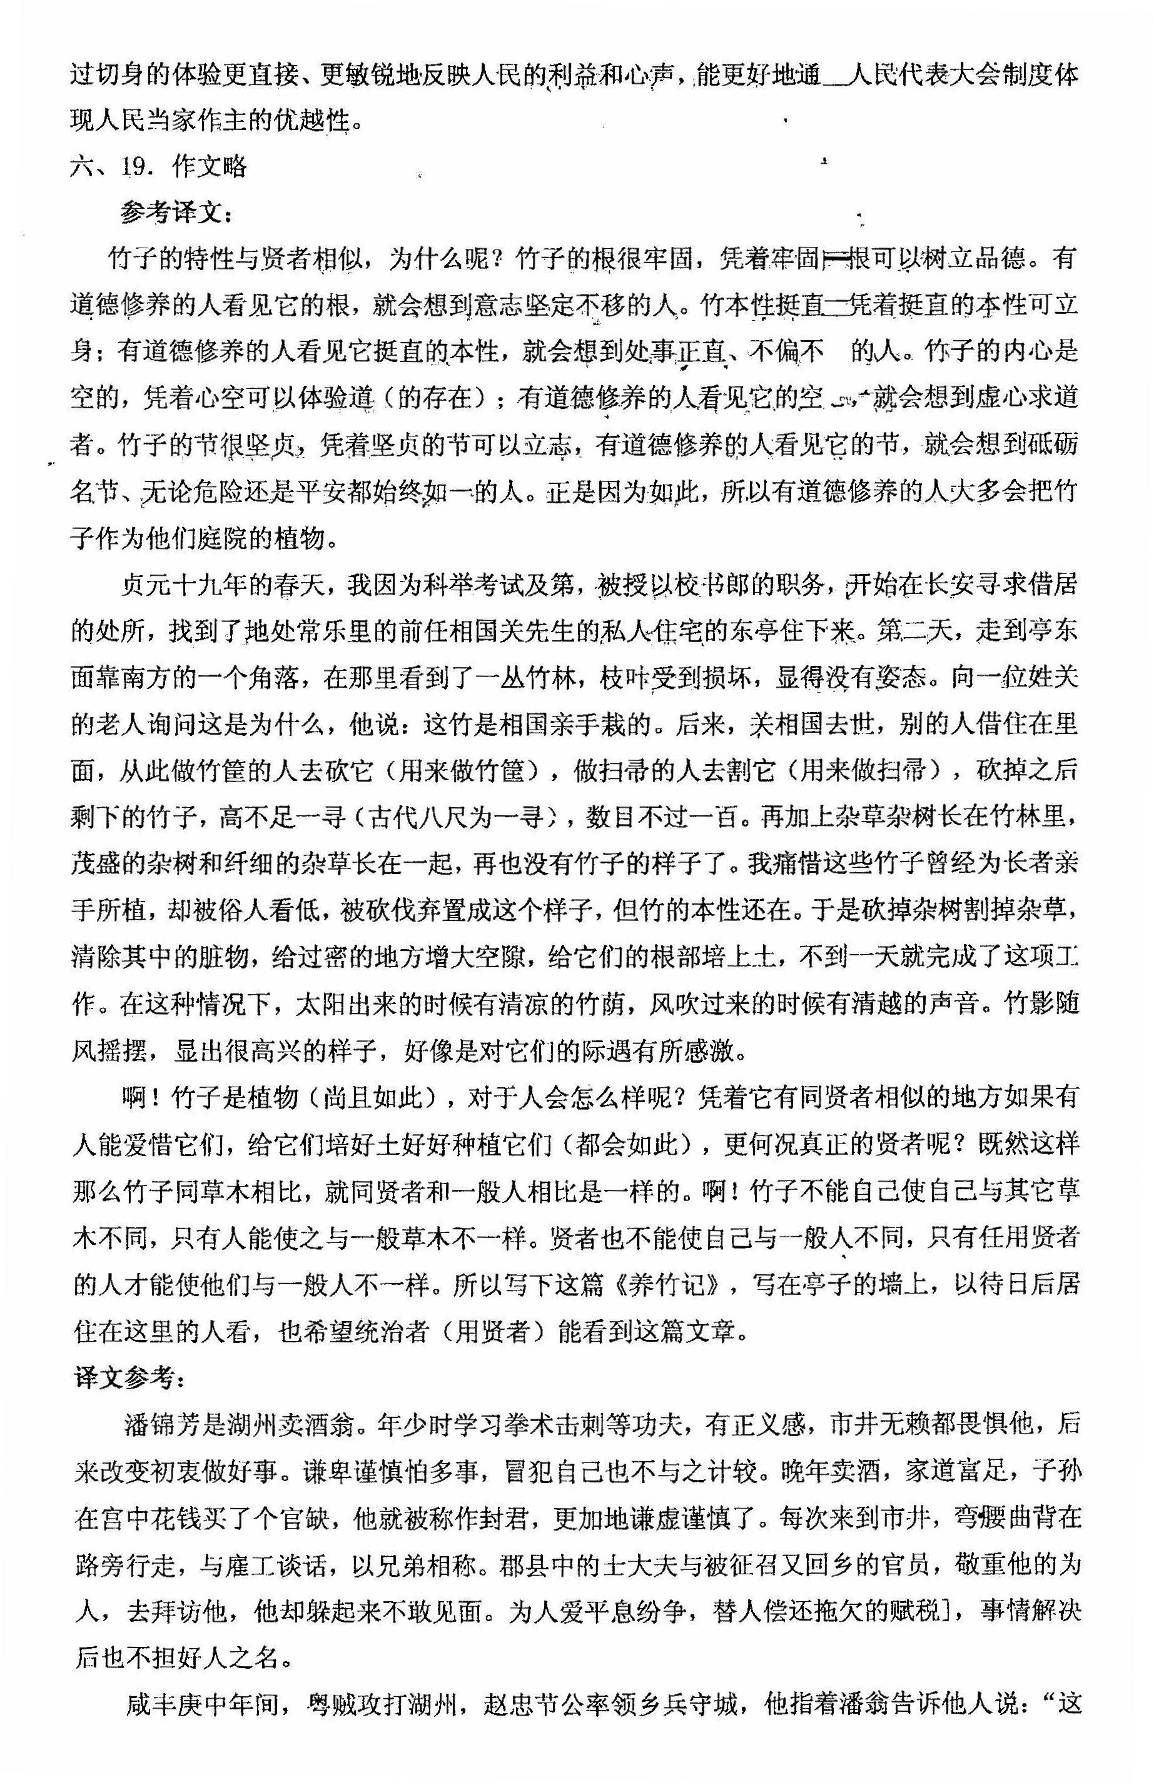 过切身的体验更直接、更敏锐地反映人民的利益和心声，能更好地通 人民代表大会制度体
现人民当家作主的优越性。
六、19. 作文略
参考译文：
竹子的特性与贤者相似，为什么呢？竹子的根很牢固，凭着牢固 根可以树立品德。有
道德修养的人看见它的根，就会想到意志坚定不移的人。竹本性挺直 凭着挺直的本性可立
身；有道德修养的人看见它挺直的本性，就会想到处事正直、不偏不 的人。竹子的内心是
空的，凭着心空可以体验道（的存在）；有道德修养的人看见它的空 ，就会想到虚心求道
者。竹子的节很坚贞，凭着坚贞的节可以立志，有道德修养的人看见它的节，就会想到砥砺
名节、无论危险还是平安都始终如一的人。正是因为如此，所以有道德修养的人大多会把竹
子作为他们庭院的植物。
贞元十九年的春天，我因为科举考试及第，被授以校书郎的职务，开始在长安寻求借居
的处所，找到了地处常乐里的前任相国关先生的私人住宅的东亭住下来。第二天，走到亭东
面靠南方的一个角落，在那里看到了一丛竹林，枝叶受到损坏，显得没有姿态。向一位姓关
的老人询问这是为什么，他说：这竹是相国亲手栽的。后来，关相国去世，别的人借住在里
面，从此做竹筐的人去砍它（用来做竹筐），做扫帚的人去割它（用来做扫帚），砍掉之后
剩下的竹子，高不足一寻（古代八尺为一寻），数目不过一百。再加上杂草杂树长在竹林里，
茂盛的杂树和纤细的杂草长在一起，再也没有竹子的样子了。我痛惜这些竹子曾经为长者亲
手所植，却被俗人看低，被砍伐弃置成这个样子，但竹的本性还在。于是砍掉杂树割掉杂草，
清除其中的脏物，给过密的地方增大空隙，给它们的根部培上土，不到一天就完成了这项工
作。在这种情况下，太阳出来的时候有清凉的竹荫，风吹过来的时候有清越的声音。竹影随
风摇摆，显出很高兴的样子，好像是对它们的际遇有所感激。
啊！竹子是植物（尚且如此），对于人会怎么样呢？凭着它有同贤者相似的地方如果有
人能爱惜它们，给它们培好土好好种植它们（都会如此），更何况真正的贤者呢？既然这样
那么竹子同草木相比，就同贤者和一般人相比是一样的。啊！竹子不能自己使自己与其它草
木不同，只有人能使之与一般草木不一样。贤者也不能使自己与一般人不同，只有任用贤者
的人才能使他们与一般人不一样。所以写下这篇《养竹记》，写在亭子的墙上，以待日后居
住在这里的人看，也希望统治者（用贤者）能看到这篇文章。
译文参考：
潘锦芳是湖州卖酒翁。年少时学习拳术击刺等功夫，有正义感，市井无赖都畏惧他，后
来改变初衷做好事。谦卑谨慎怕多事，冒犯自己也不与之计较。晚年卖酒，家道富足，子孙
在宫中花钱买了个官缺，他就被称作封君，更加地谦虚谨慎了。每次来到市井，弯腰曲背在
路旁行走，与雇工谈话，以兄弟相称。郡县中的士大夫与被征召又回乡的官员，敬重他的为
人，去拜访他，他却躲起来不敢见面。为人爱平息纷争，替人偿还拖欠的赋税]，事情解决
后也不担好人之名。
咸丰庚申年间，粤贼攻打湖州，赵忠节公率领乡兵守城，他指着潘翁告诉他人说：“这